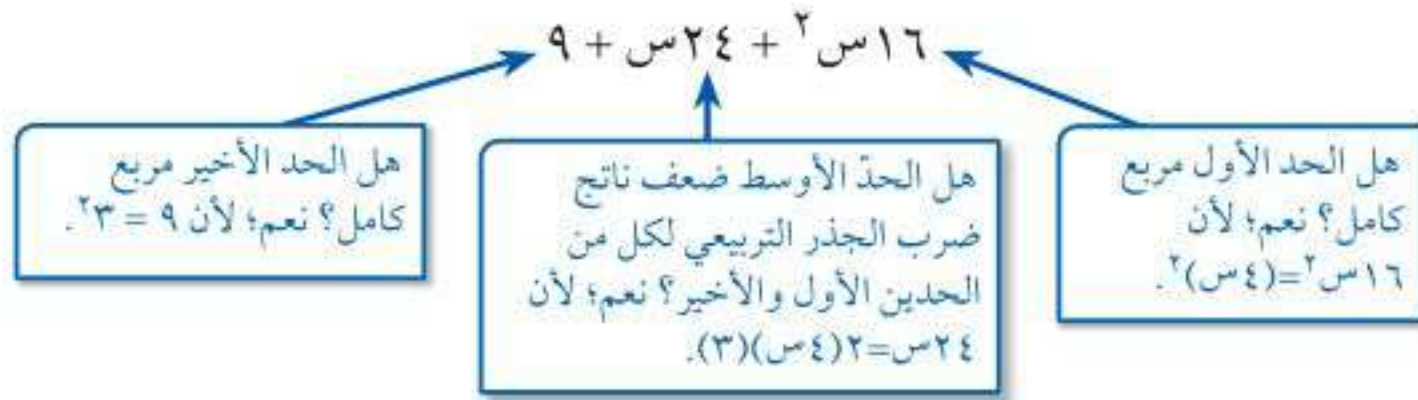 ١٦س٢ + ٢٤س + ٩
هل الحد الأول مربع
كامل؟ نعم؛ لأن
١٦س٢=(٤س)٢.
هل الحدّ الأوسط ضعف ناتج
ضرب الجذر التربيعي لكل من
الحدين الأول والأخير؟ نعم؛ لأن
٢٤س=٢(٤س)(٣).
هل الحد الأخير مربع
كامل؟ نعم؛ لأن ٩ = ٣٢.